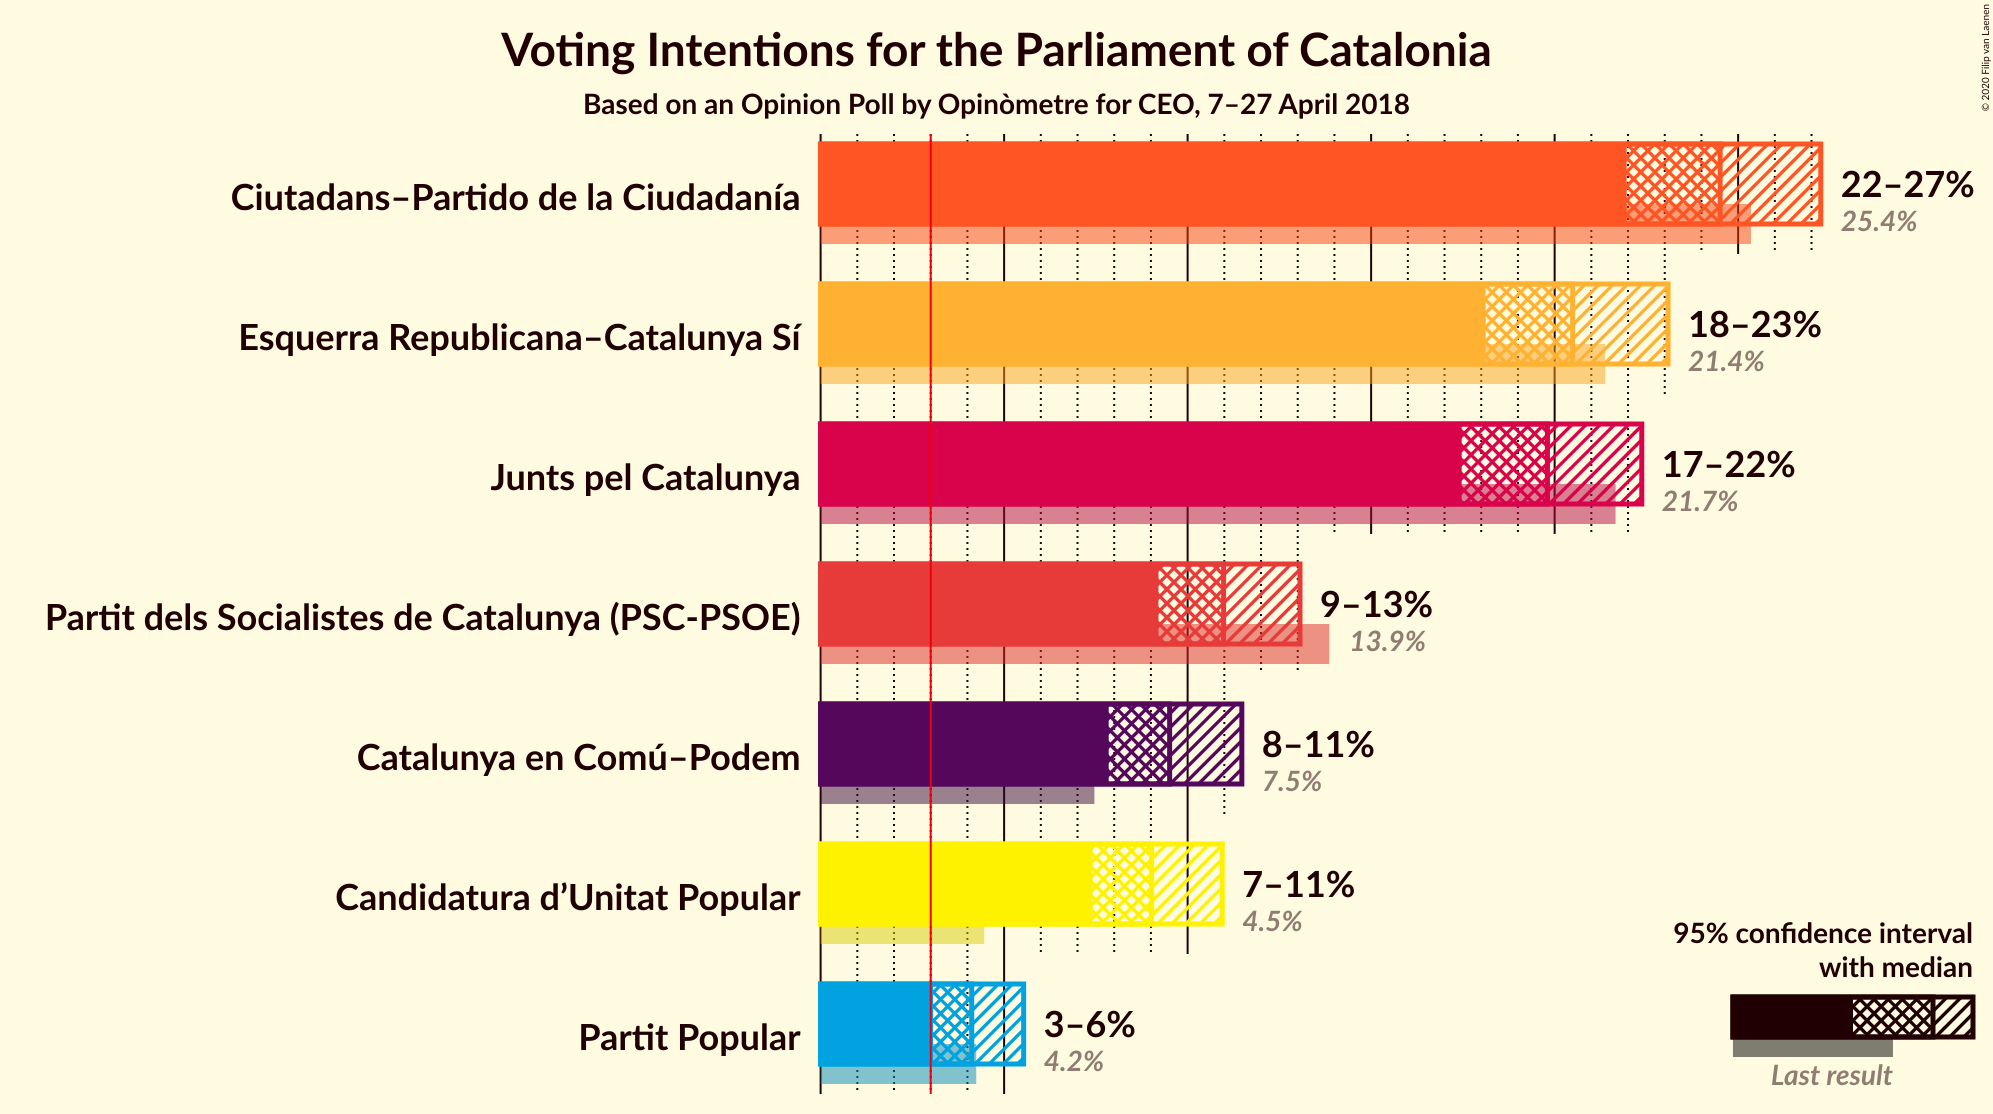 Voting Intentions for the Parliament of Catalonia
Based on an Opinion Poll by Opinòmetre for CEO, 7–27 April 2018
© 2020 Filip van Laenen
Ciutadans–Partido de la Ciudadanía
22–27%
25.4%
Esquerra Republicana–Catalunya Sí
18–23%
21.4%
Junts pel Catalunya
17–22%
21.7%
Partit dels Socialistes de Catalunya (PSC-PSOE)
9–13%
13.9%
Catalunya en Comú–Podem
8–11%
7.5%
Candidatura d’Unitat Popular
7–11%
4.5%
Partit Popular
3–6%
4.2%
95% confidence interval
with median
Last result